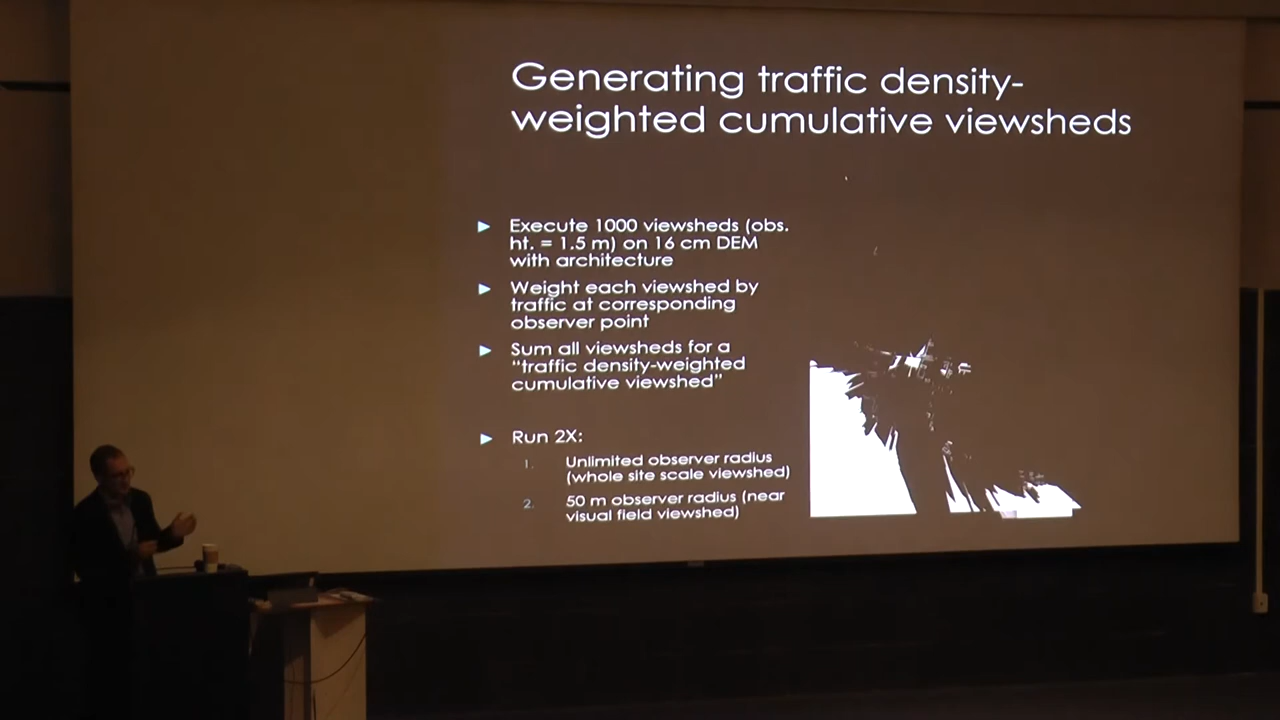 Generating traffic density-
weighted cumulative viewsheds
Execute 1000 viewsheds (obs.
ht. = 1.5 m) on 16 cm DEM
with architecture
Weight each viewshed by
traffic at corresponding
observer point
Sum all viewsheds for a
“traffic density-weighted
cumulative viewshed”
Run 2X:
1. Unlimited observer radius
(whole site scale viewshed)
2. 50 m observer radius (near
visual field viewshed)